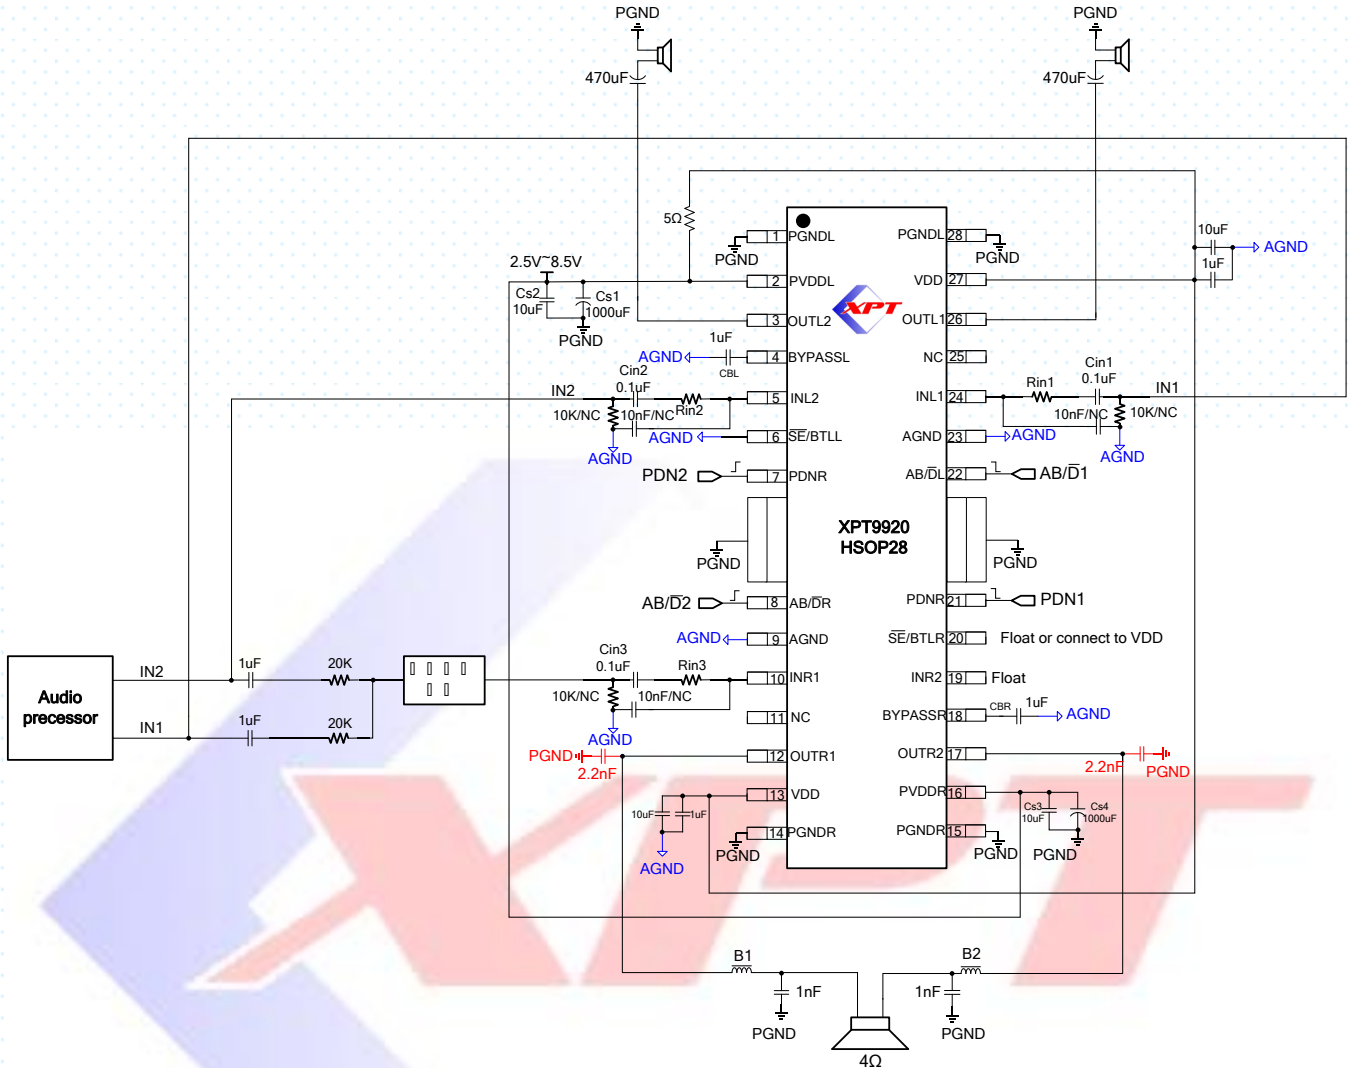 PGND
PGND
470uF
470uF
5Ω
10uF
AGND
1uF
1 PGNDL
PGNDL 28
PGND
PGND
2.5V~8.5V
2 PVDDL
VDD 27
Cs2
10uF
Cs1
1000uF
PGND
XPT
3 OUTL2
OUTL1 26
1uF
AGND
CBL
4 BYPASSL
NC 25
IN2
Cin2
0.1uF
Rin2
10K/NC
10nF/NC
5 INL2
INL1 24
Rin1
Cin1
0.1uF
IN1
10nF/NC
10K/NC
AGND
AGND
6 S̅E̅/BTLL
AGND 23
AGND
AGND
PDN2
7 PDNR
AB/D̅L 22
AB/D̅1
XPT9920
HSOP28
PGND
PGND
AB/D̅2
8 AB/D̅R
PDNR 21
PDN1
AGND
9 AGND
S̅E̅/BTLR 20
Float or connect to VDD
Cin3
0.1uF
Rin3
10K/NC
10nF/NC
AGND
10 INR1
INR2 19
Float
Audio
precessor
IN2
1uF
20K
IN1
1uF
20K
11 NC
BYPASSR 18
CBR
1uF
AGND
PGND
2.2nF
12 OUTR1
OUTR2 17
2.2nF
PGND
13 VDD
PVDDR 16
10uF
1uF
AGND
Cs3
10uF
Cs4
1000uF
PGND
14 PGNDR
PGNDR 15
PGND
PGND
XPT
B1
B2
1nF
1nF
PGND
PGND
4Ω